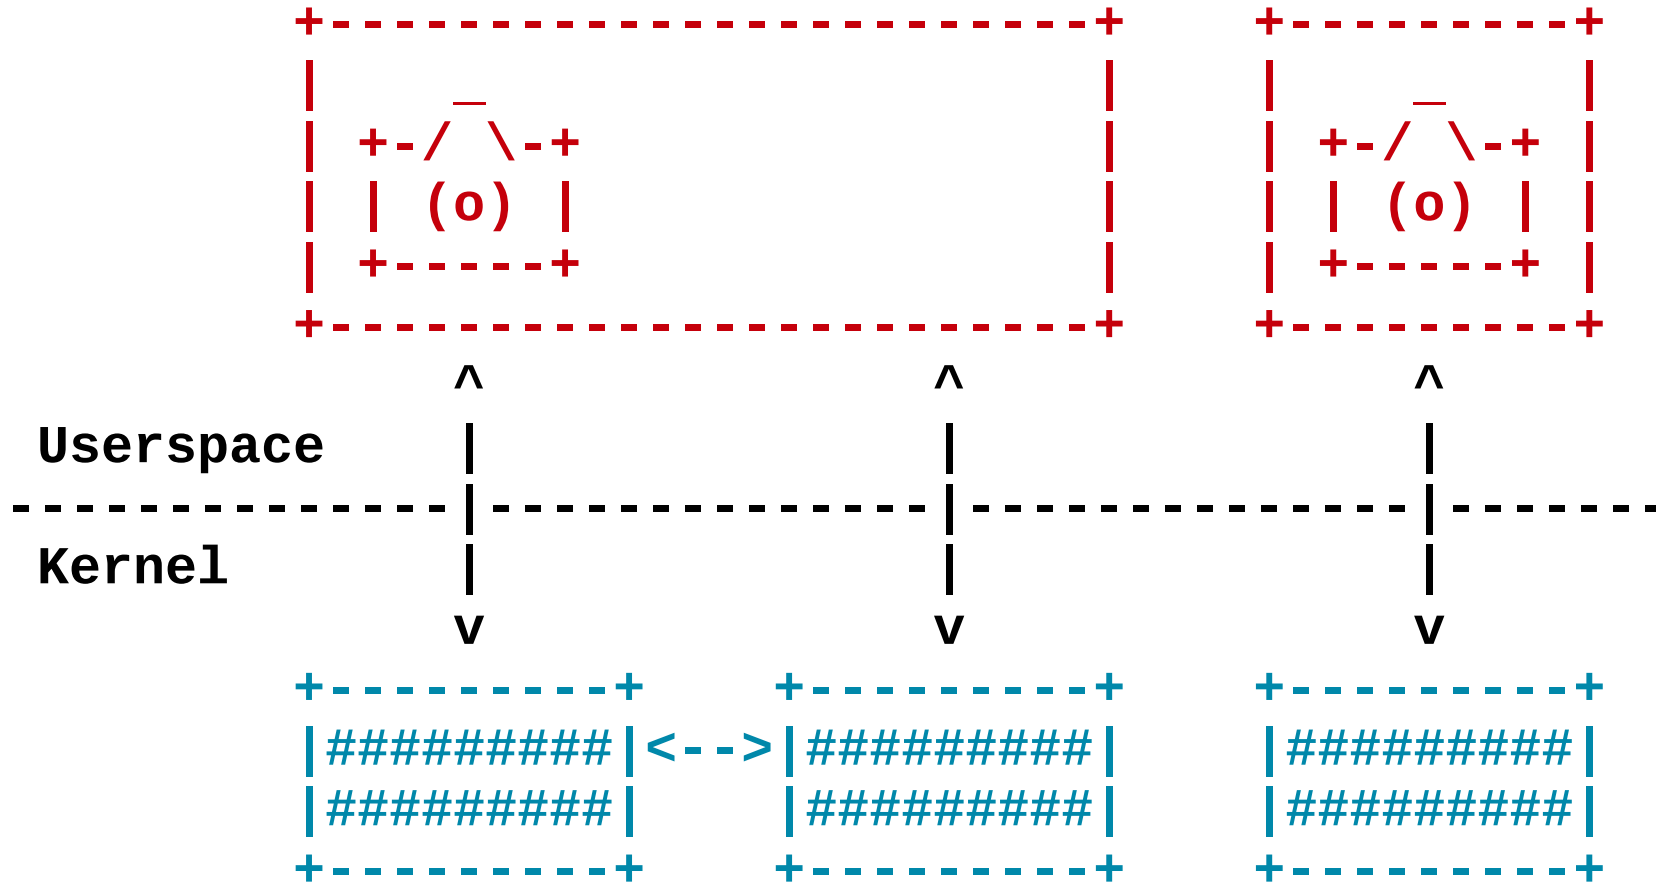 +------------------------+    +---------+
|                        |    |         |
|    _                   |    |    _    |
| +-/ \-+                |    | +-/ \-+ |
| | (o) |                |    | | (o) | |
| +-----+                |    | +-----+ |
+------------------------+    +---------+
^ ^ ^
Userspace | | |
--------------|--------------|--------------|-------
Kernel | | |
v v v
+---------+    +---------+    +---------+
|#########|<-->|#########|    |#########|
|#########|    |#########|    |#########|
+---------+    +---------+    +---------+